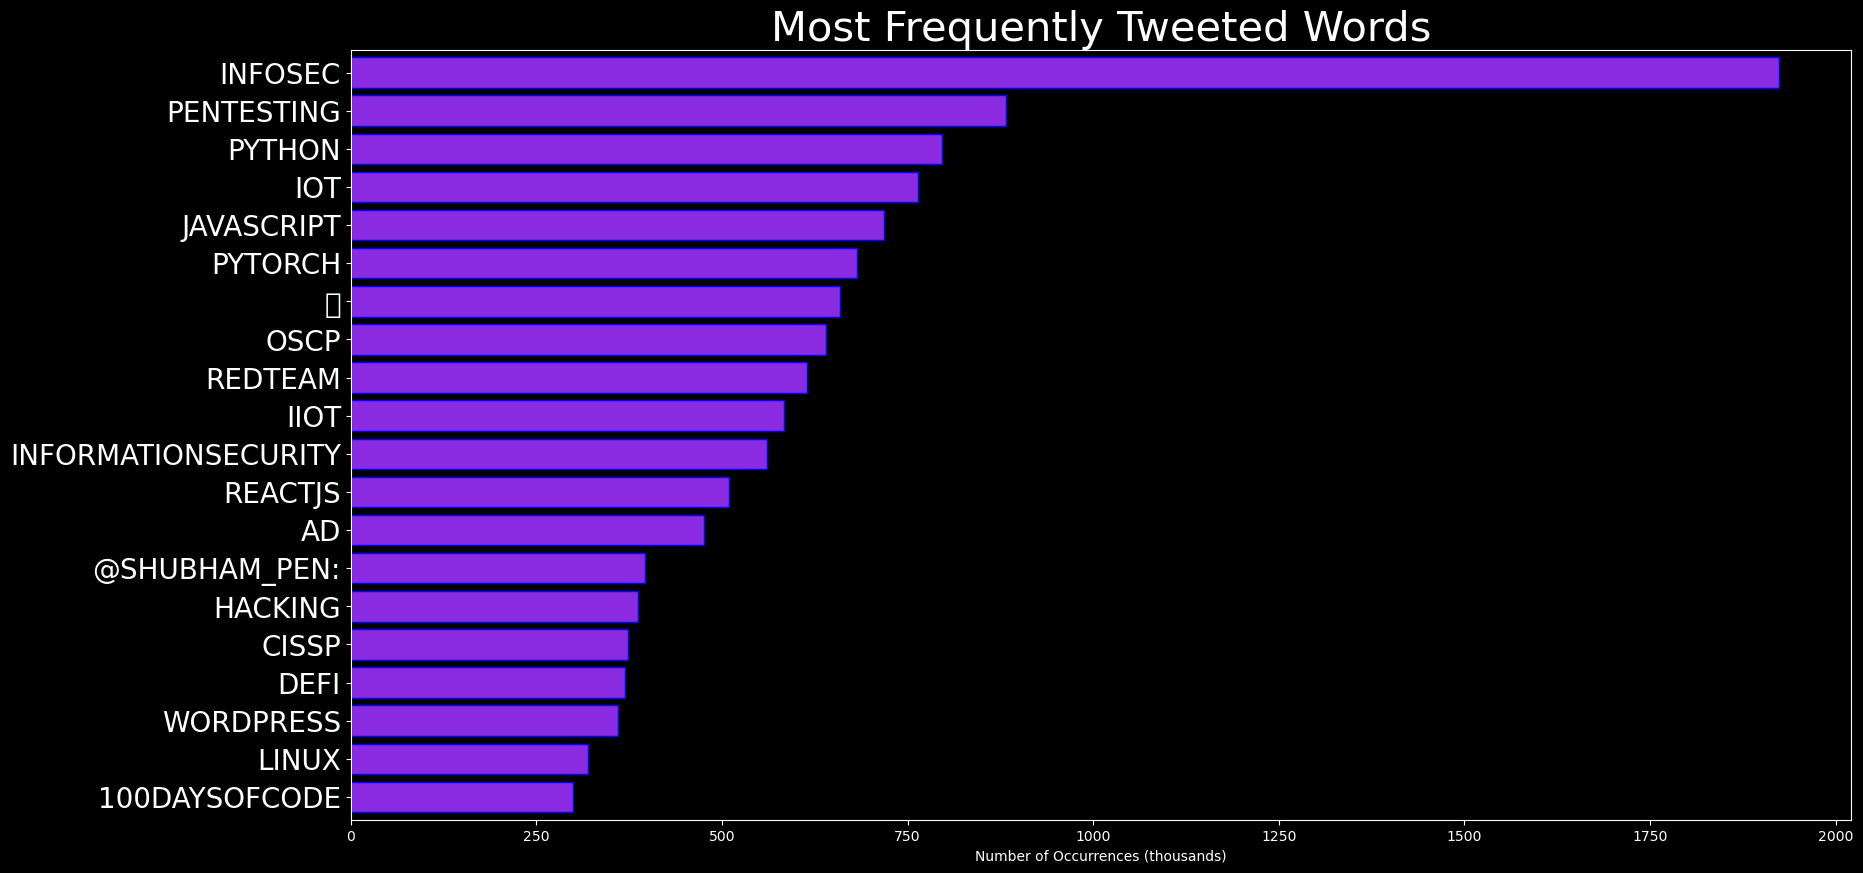 Most Frequently Tweeted Words
INFOSEC
PENTESTING
PYTHON
IOT
JAVASCRIPT
PYTORCH
OSCP
REDTEAM
IIOT
INFORMATIONSECURITY
REACTJS
AD
@SHUBHAM_PEN:
HACKING
CISSP
DEFI
WORDPRESS
LINUX
100DAYSOFCODE
0 250 500 750 1000 1250 1500 1750 2000
Number of Occurrences (thousands)